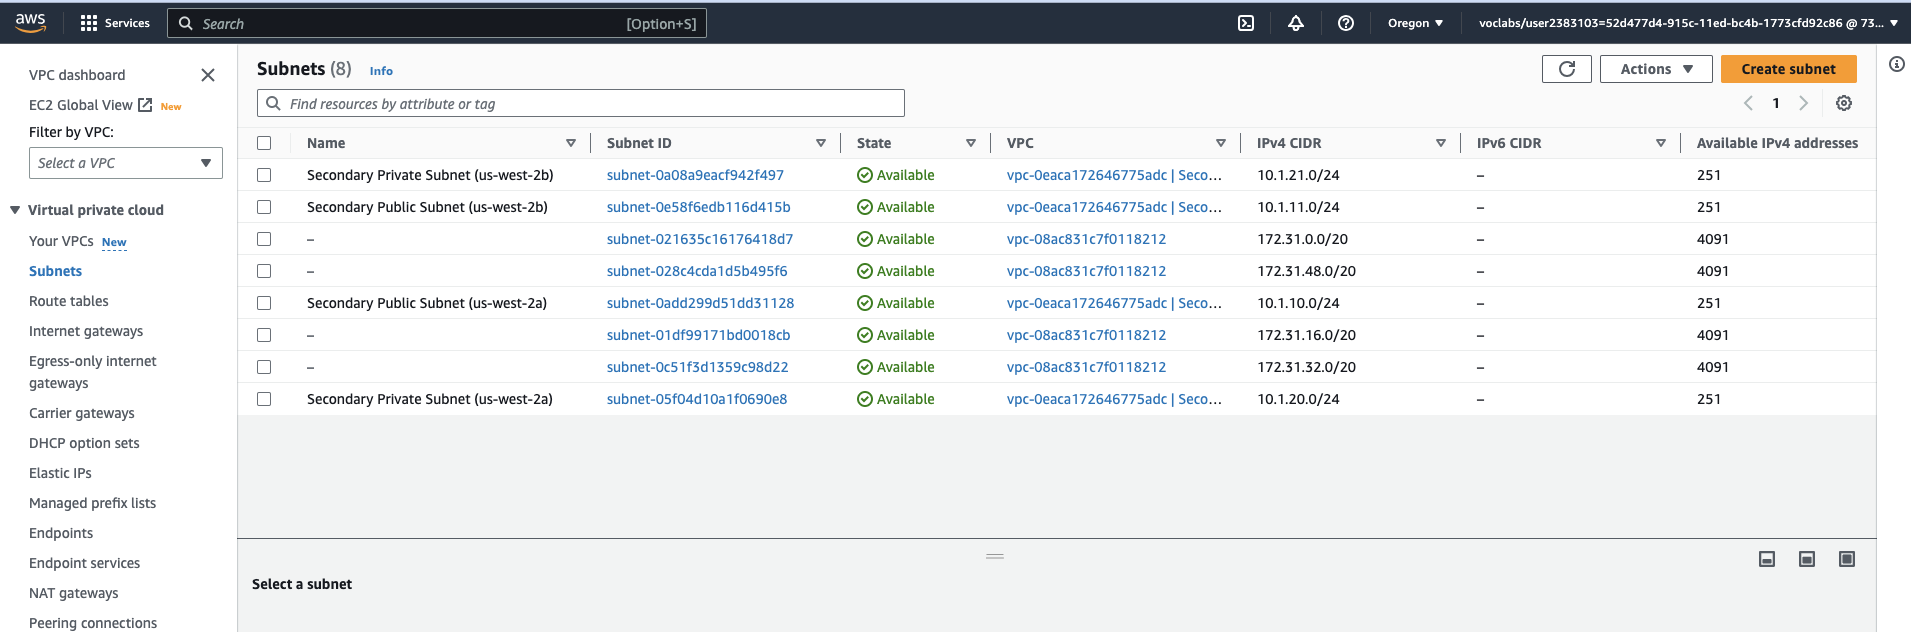 aws
Services
Search
[Option+S]
Oregon ▼
voclabs/user2383103=52d477d4-915c-11ed-bc4b-1773cfd92c86 @ 73... ▼
VPC dashboard
EC2 Global View New
Filter by VPC:
Select a VPC
Virtual private cloud
Your VPCs New
Subnets
Route tables
Internet gateways
Egress-only internet
gateways
Carrier gateways
DHCP option sets
Elastic IPs
Managed prefix lists
Endpoints
Endpoint services
NAT gateways
Peering connections
Subnets (8) Info
Actions ▼
Create subnet
Find resources by attribute or tag
1
Name Subnet ID State VPC IPv4 CIDR IPv6 CIDR Available IPv4 addresses
Secondary Private Subnet (us-west-2b) subnet-0a08a9eacf942f497 Available vpc-0eaca172646775adc | Seco... 10.1.21.0/24 – 251
Secondary Public Subnet (us-west-2b) subnet-0e58f6edb116d415b Available vpc-0eaca172646775adc | Seco... 10.1.11.0/24 – 251
– subnet-021635c16176418d7 Available vpc-08ac831c7f0118212 172.31.0.0/20 – 4091
– subnet-028c4cda1d5b495f6 Available vpc-08ac831c7f0118212 172.31.48.0/20 – 4091
Secondary Public Subnet (us-west-2a) subnet-0add299d51dd31128 Available vpc-0eaca172646775adc | Seco... 10.1.10.0/24 – 251
– subnet-01df99171bd0018cb Available vpc-08ac831c7f0118212 172.31.16.0/20 – 4091
– subnet-0c51f3d1359c98d22 Available vpc-08ac831c7f0118212 172.31.32.0/20 – 4091
Secondary Private Subnet (us-west-2a) subnet-05f04d10a1f0690e8 Available vpc-0eaca172646775adc | Seco... 10.1.20.0/24 – 251
Select a subnet